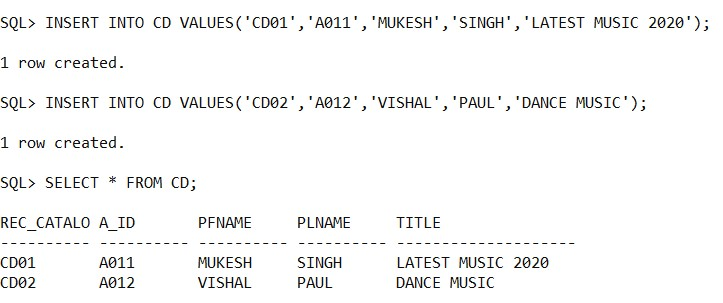 SQL> INSERT INTO CD VALUES('CD01','A011','MUKESH','SINGH','LATEST MUSIC 2020');
1 row created.
SQL> INSERT INTO CD VALUES('CD02','A012','VISHAL','PAUL','DANCE MUSIC');
1 row created.
SQL> SELECT * FROM CD;
REC_CATALO A_ID       PFNAME     PLNAME     TITLE
---------- ---------- ---------- ---------- --------------------
CD01       A011       MUKESH     SINGH      LATEST MUSIC 2020
CD02       A012       VISHAL     PAUL       DANCE MUSIC